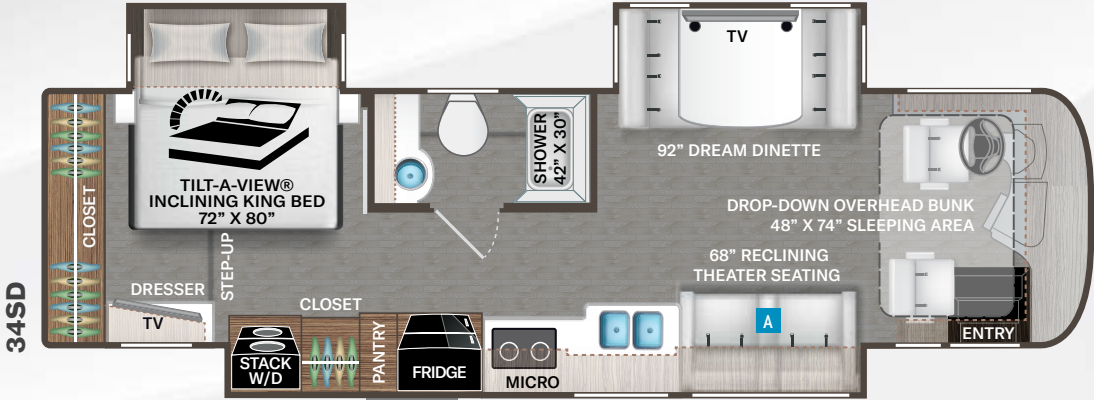 34SD
CLOSET
TILT-A-VIEW®
INCLINING KING BED
72" X 80"
STEP-UP
DRESSER
TV
CLOSET
STACK
W/D
PANTRY
FRIDGE
MICRO
SHOWER
42" X 30"
TV
92" DREAM DINETTE
DROP-DOWN OVERHEAD BUNK
48" X 74" SLEEPING AREA
68" RECLINING
THEATER SEATING
A
ENTRY